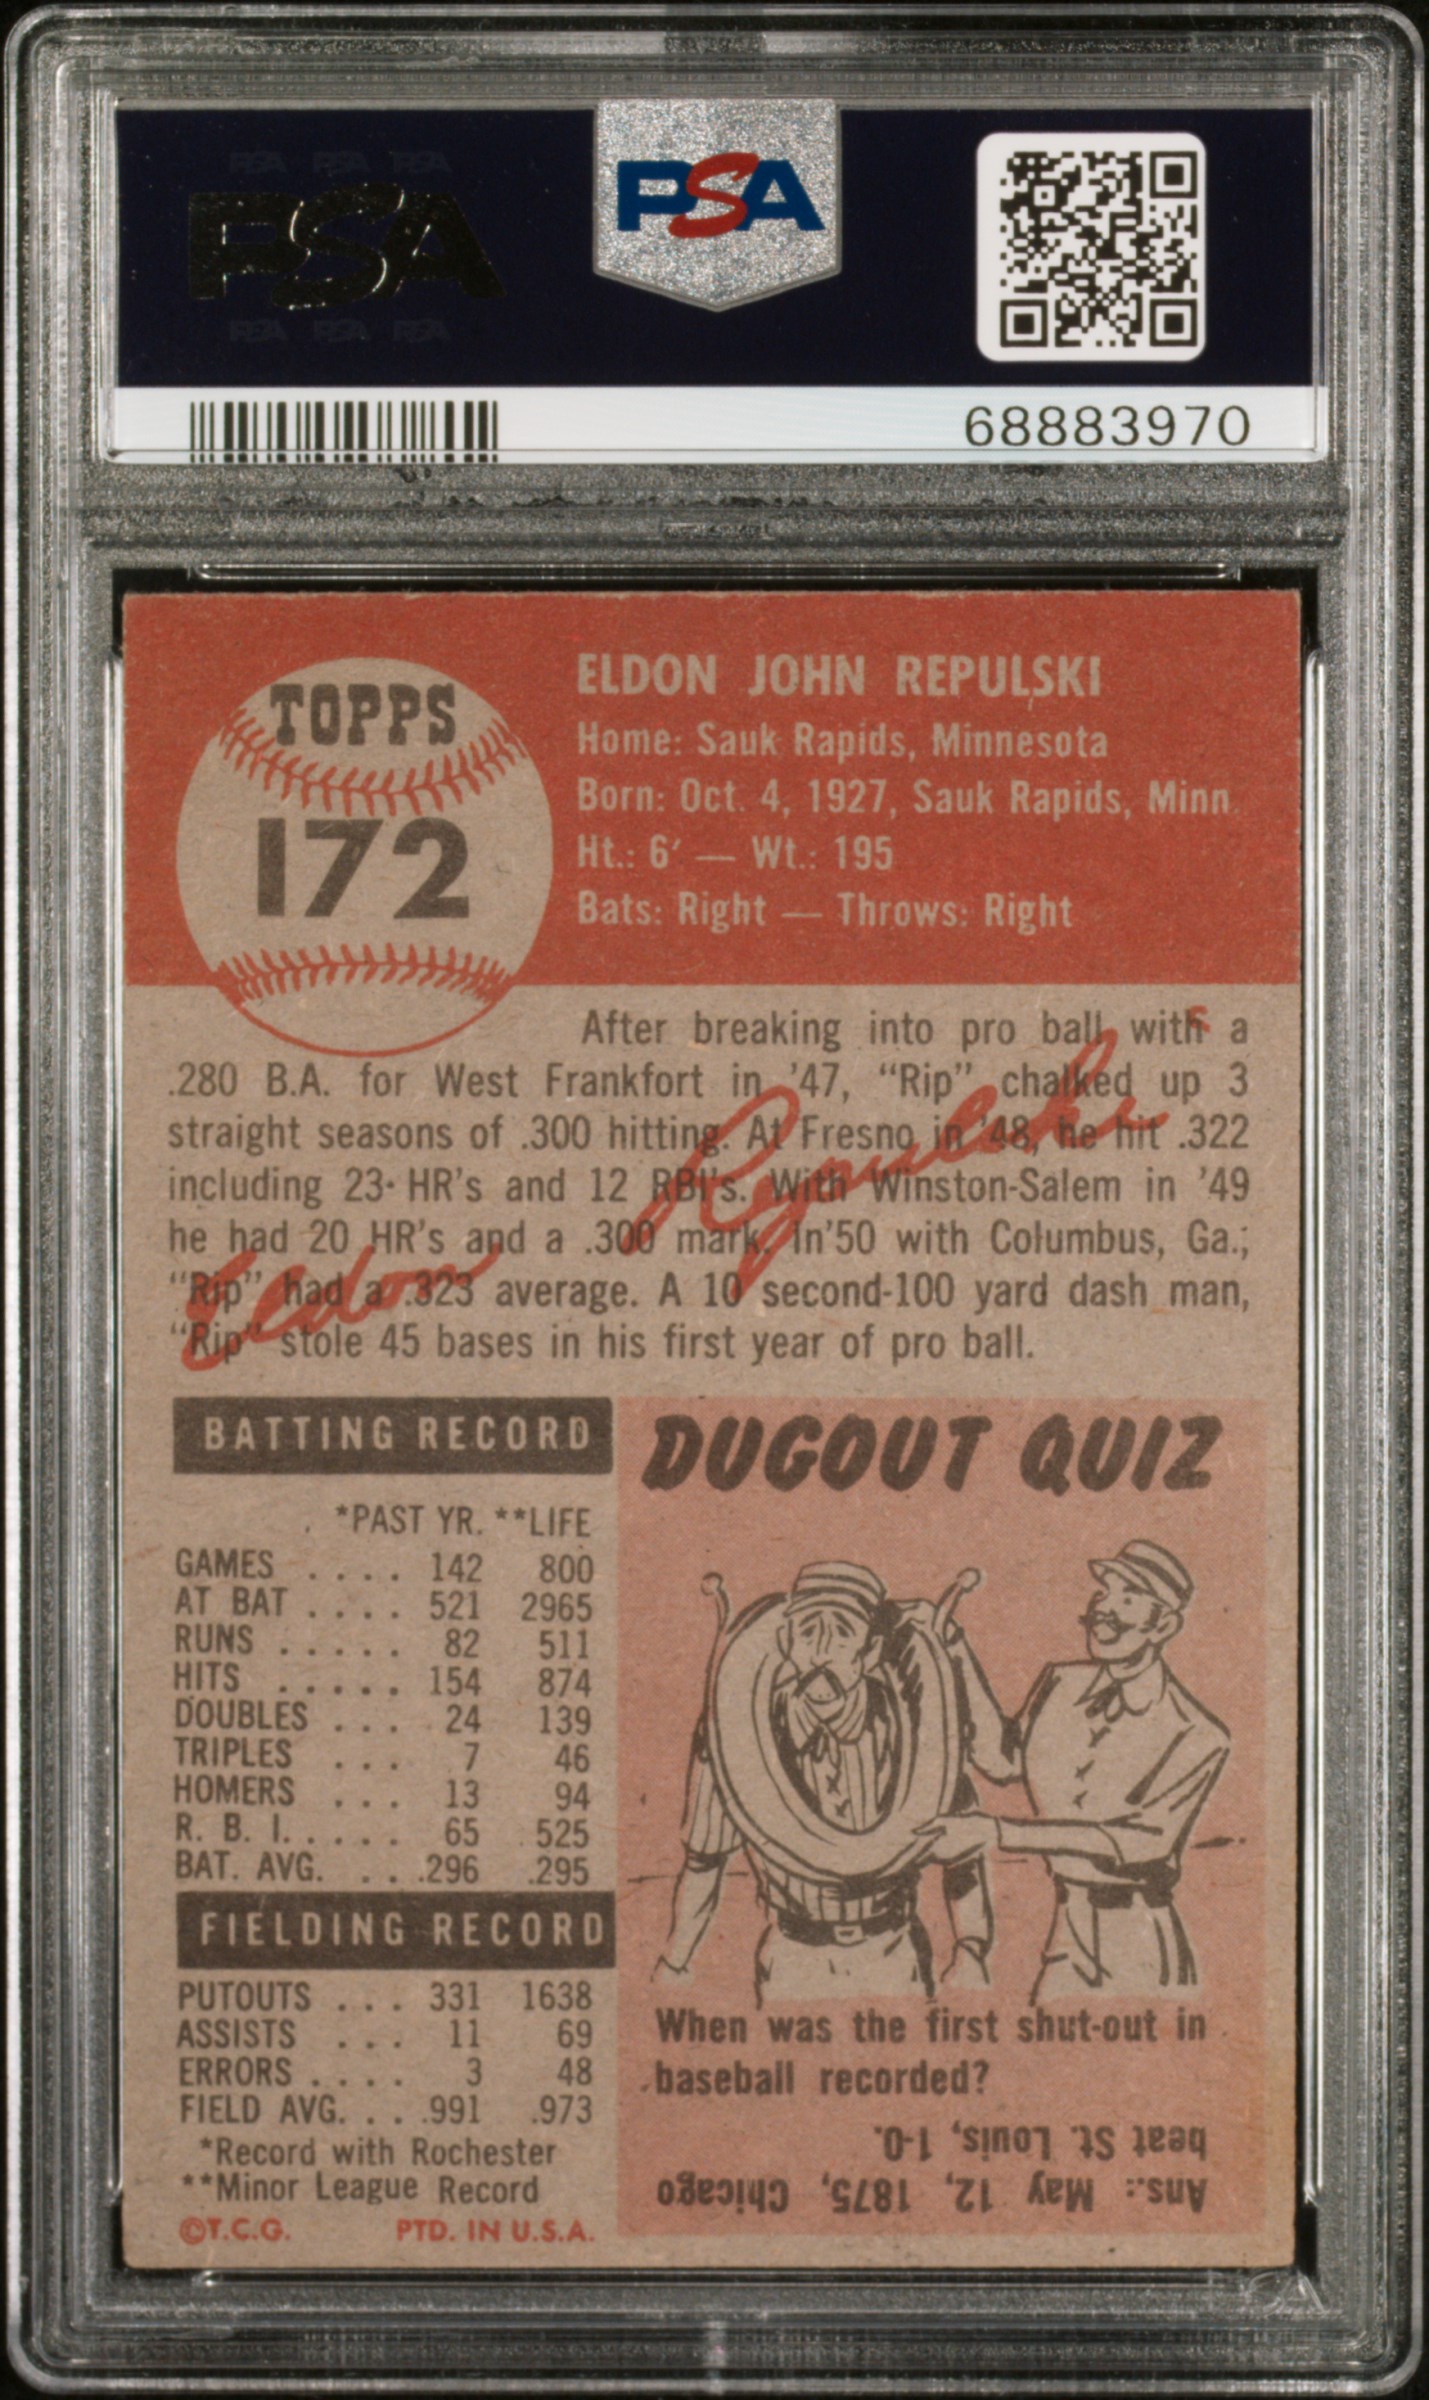 PSA PSA PSA
PSA
PSA PSA PSA
PSA
68883970
TOPPS
172
ELDON JOHN REPULSKI
Home: Sauk Rapids, Minnesota
Born: Oct. 4, 1927, Sauk Rapids, Minn.
Ht.: 6′ — Wt.: 195
Bats: Right — Throws: Right
After breaking into pro ball with a
.280 B.A. for West Frankfort in '47, “Rip” chalked up 3
straight seasons of .300 hitting. At Fresno in '48, he hit .322
including 23 HR's and 12 RBI's. With Winston-Salem in '49
he had 20 HR's and a .300 mark. In'50 with Columbus, Ga.;
“Rip” had a .323 average. A 10 second-100 yard dash man,
“Rip” stole 45 bases in his first year of pro ball.
Eldon Repulski
BATTING RECORD
*PAST YR. **LIFE
GAMES .... 142 800
AT BAT .... 521 2965
RUNS ..... 82 511
HITS ..... 154 874
DOUBLES ... 24 139
TRIPLES ... 7 46
HOMERS ... 13 94
R. B. I. .... 65 525
BAT. AVG. ... .296 .295
FIELDING RECORD
PUTOUTS ... 331 1638
ASSISTS ... 11 69
ERRORS .... 3 48
FIELD AVG. ... .991 .973
*Record with Rochester
**Minor League Record
©T.C.G. PTD. IN U.S.A.
DUGOUT QUIZ
When was the first shut-out in
baseball recorded?
Ans.: May 12, 1875, Chicago
beat St. Louis, 1-0.